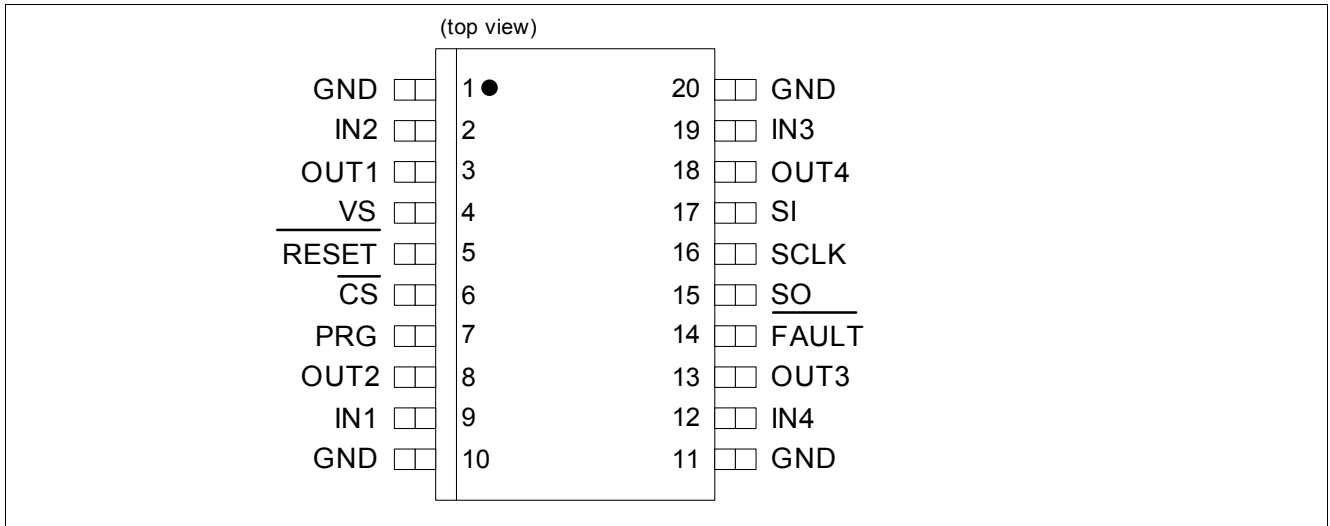 (top view)
GND 1 20 GND
IN2 2 19 IN3
OUT1 3 18 OUT4
VS 4 17 SI
RESET 5 16 SCLK
CS 6 15 SO
PRG 7 14 FAULT
OUT2 8 13 OUT3
IN1 9 12 IN4
GND 10 11 GND